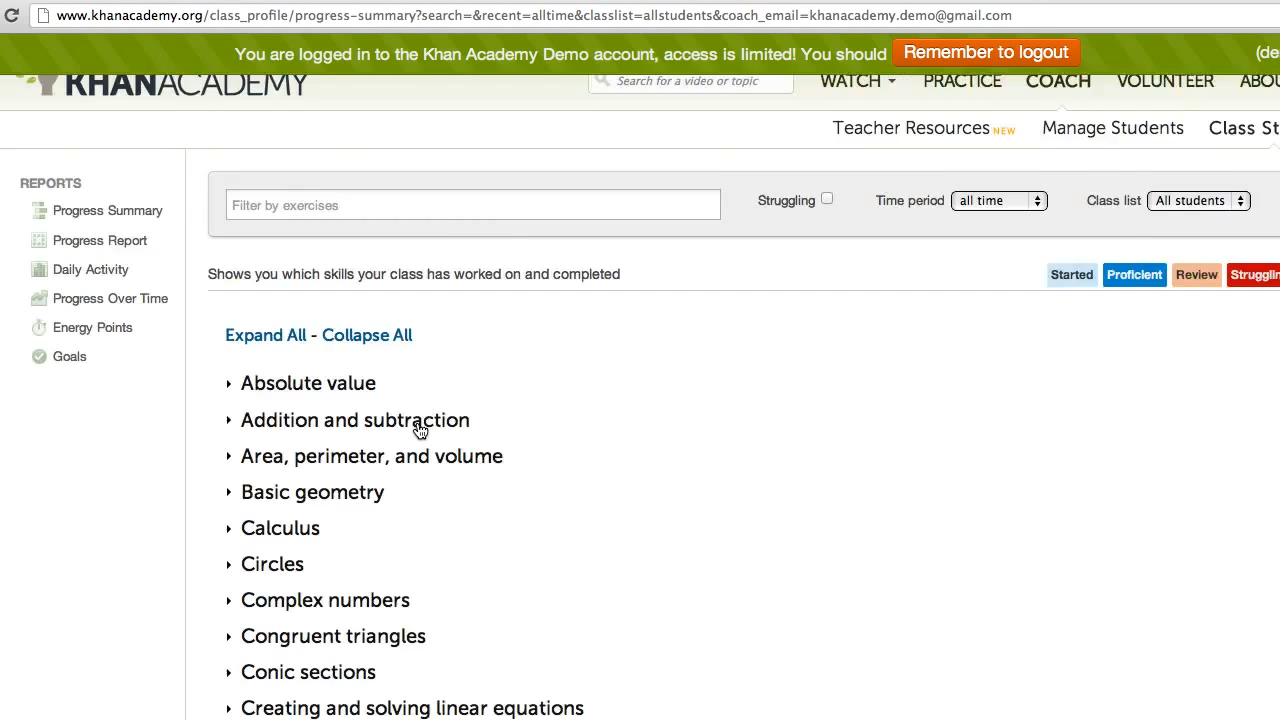 www.khanacademy.org/class_profile/progress-summary?search=&recent=alltime&classlist=allstudents&coach_email=khanacademy.demo@gmail.com
You are logged in to the Khan Academy Demo account, access is limited! You should Remember to logout (de
KHANACADEMY Search for a video or topic WATCH PRACTICE COACH VOLUNTEER ABOU
Teacher Resources NEW Manage Students Class St
REPORTS
Progress Summary
Progress Report
Daily Activity
Progress Over Time
Energy Points
Goals
Filter by exercises Struggling Time period all time Class list All students
Shows you which skills your class has worked on and completed Started Proficient Review Strugglin
Expand All - Collapse All
Absolute value
Addition and subtraction
Area, perimeter, and volume
Basic geometry
Calculus
Circles
Complex numbers
Congruent triangles
Conic sections
Creating and solving linear equations